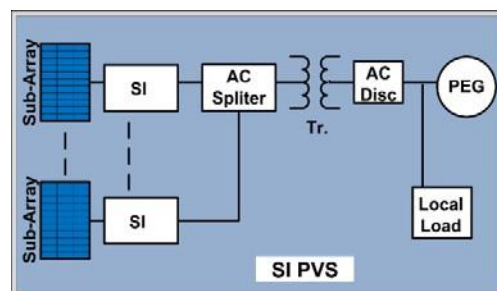 Sub-Array
SI
AC
Spliter
Tr.
AC
Disc
PEG
Sub-Array
SI
Local
Load
SI PVS